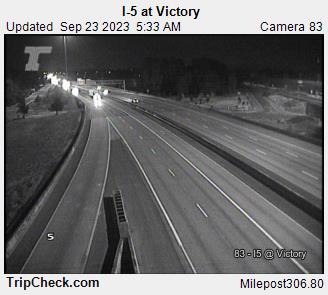 I-5 at Victory
Updated Sep 23 2023 5:33 AM Camera 83
S
83 - I5 @ Victory
TripCheck.com Milepost306.80